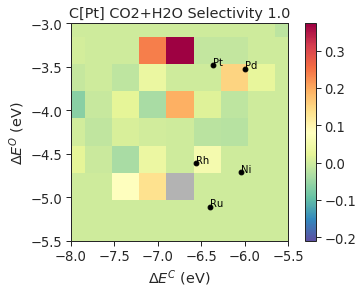 C[Pt] CO2+H2O Selectivity 1.0
−3.0
−3.5
−4.0
−4.5
−5.0
−5.5
ΔE^O (eV)
Pt
Pd
Rh
Ni
Ru
−8.0 −7.5 −7.0 −6.5 −6.0 −5.5
ΔE^C (eV)
0.3
0.2
0.1
0.0
−0.1
−0.2